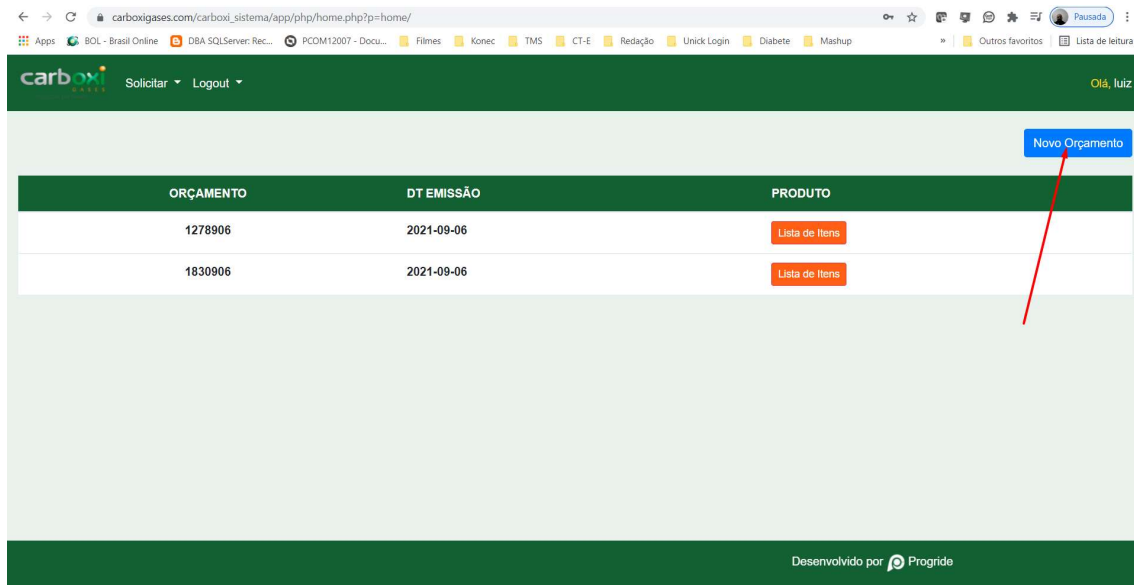 carboxigases.com/carboxi_sistema/app/php/home.php?p=home/
Pausada
Apps BOL - Brasil Online DBA SQLServer: Rec... PCOM12007 - Docu... Filmes Konec TMS CT-E Redação Unick Login Diabete Mashup » Outros favoritos Lista de leitura
carboxi
GASES
Solicitar Logout Olá, luiz
Novo Orçamento
ORÇAMENTO DT EMISSÃO PRODUTO
1278906 2021-09-06 Lista de Itens
1830906 2021-09-06 Lista de Itens
Desenvolvido por Progride